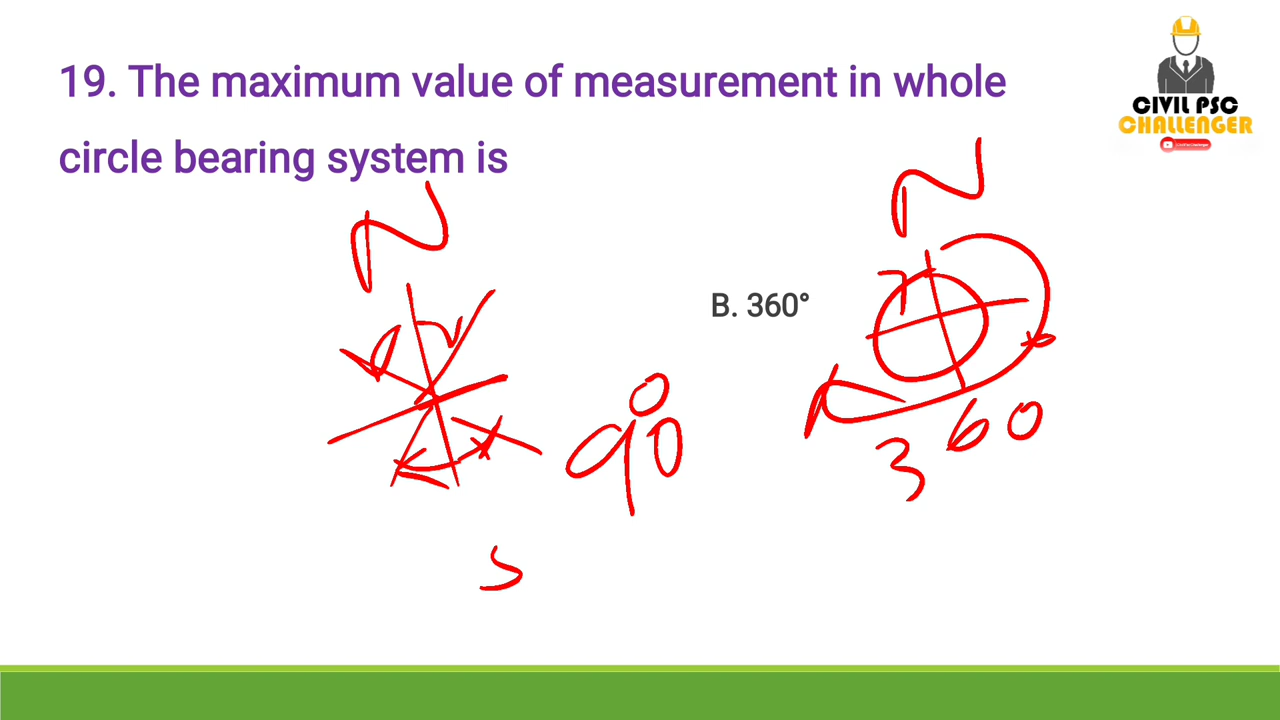 19. The maximum value of measurement in whole
circle bearing system is
CIVIL PSC
CHALLENGER
N
N
B. 360°
90
360
S